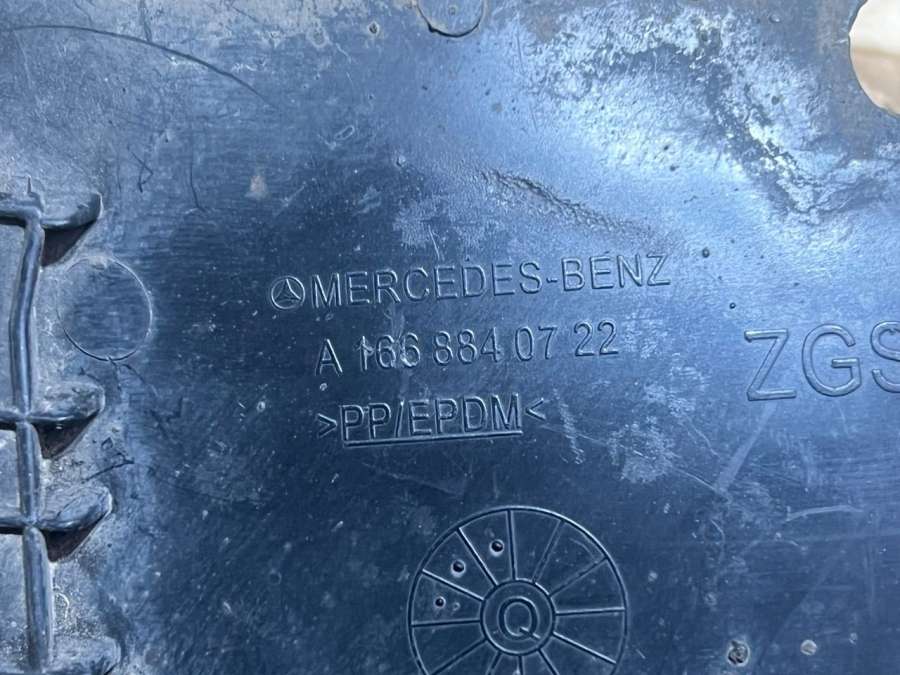 MERCEDES-BENZ
A 166 884 07 22
ZGS
>PP/EPDM<
Q